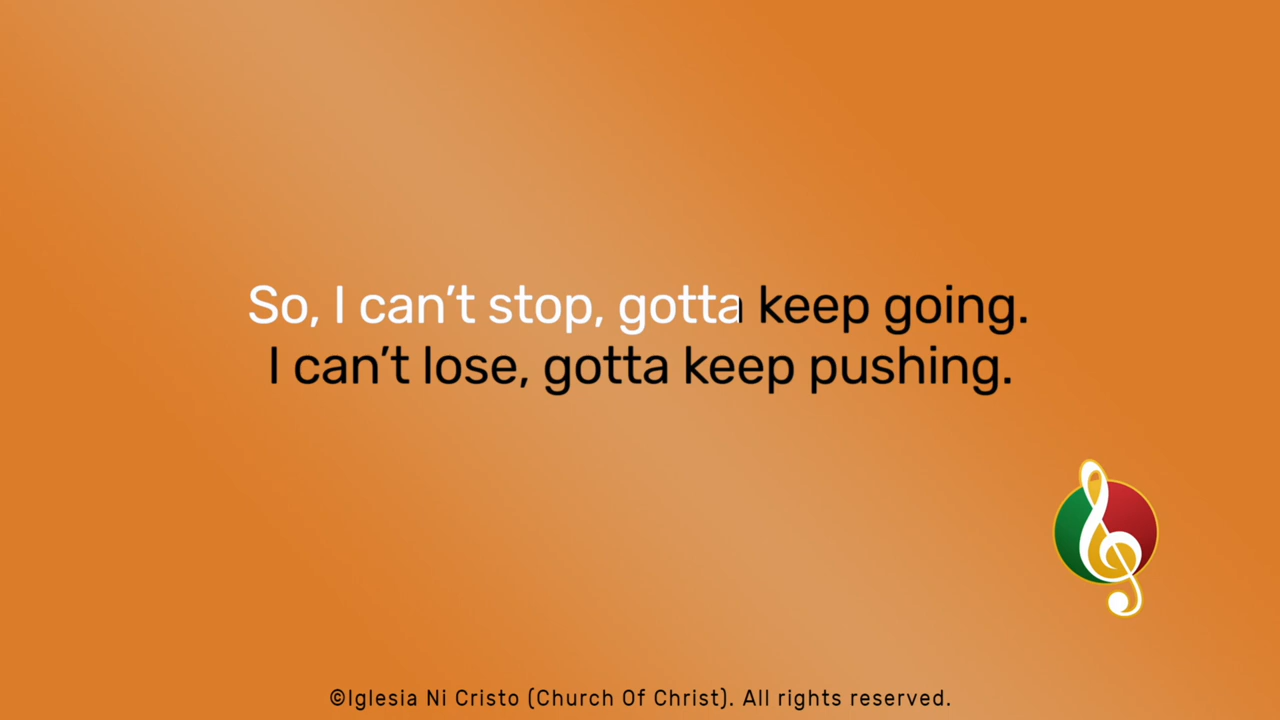 So, I can’t stop, gotta keep going.
I can’t lose, gotta keep pushing.
©Iglesia Ni Cristo (Church Of Christ). All rights reserved.